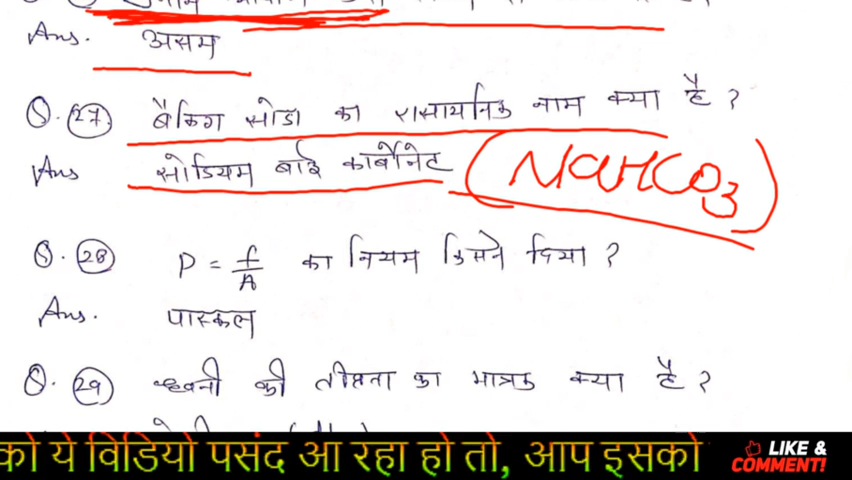 Ans. असम
Q. 27 बैकिंग सोडा का रासायनिक नाम क्या है ?
Ans सोडियम बाई कार्बोनेट (NaHCO3)
Q. 28 P = f/A का नियम किसने दिया ?
Ans. पास्कल
Q. 29 ध्वनी की तीव्रता का मात्रक क्या है ?
को ये विडियो पसंद आ रहा हो तो, आप इसको
LIKE &
COMMENT!